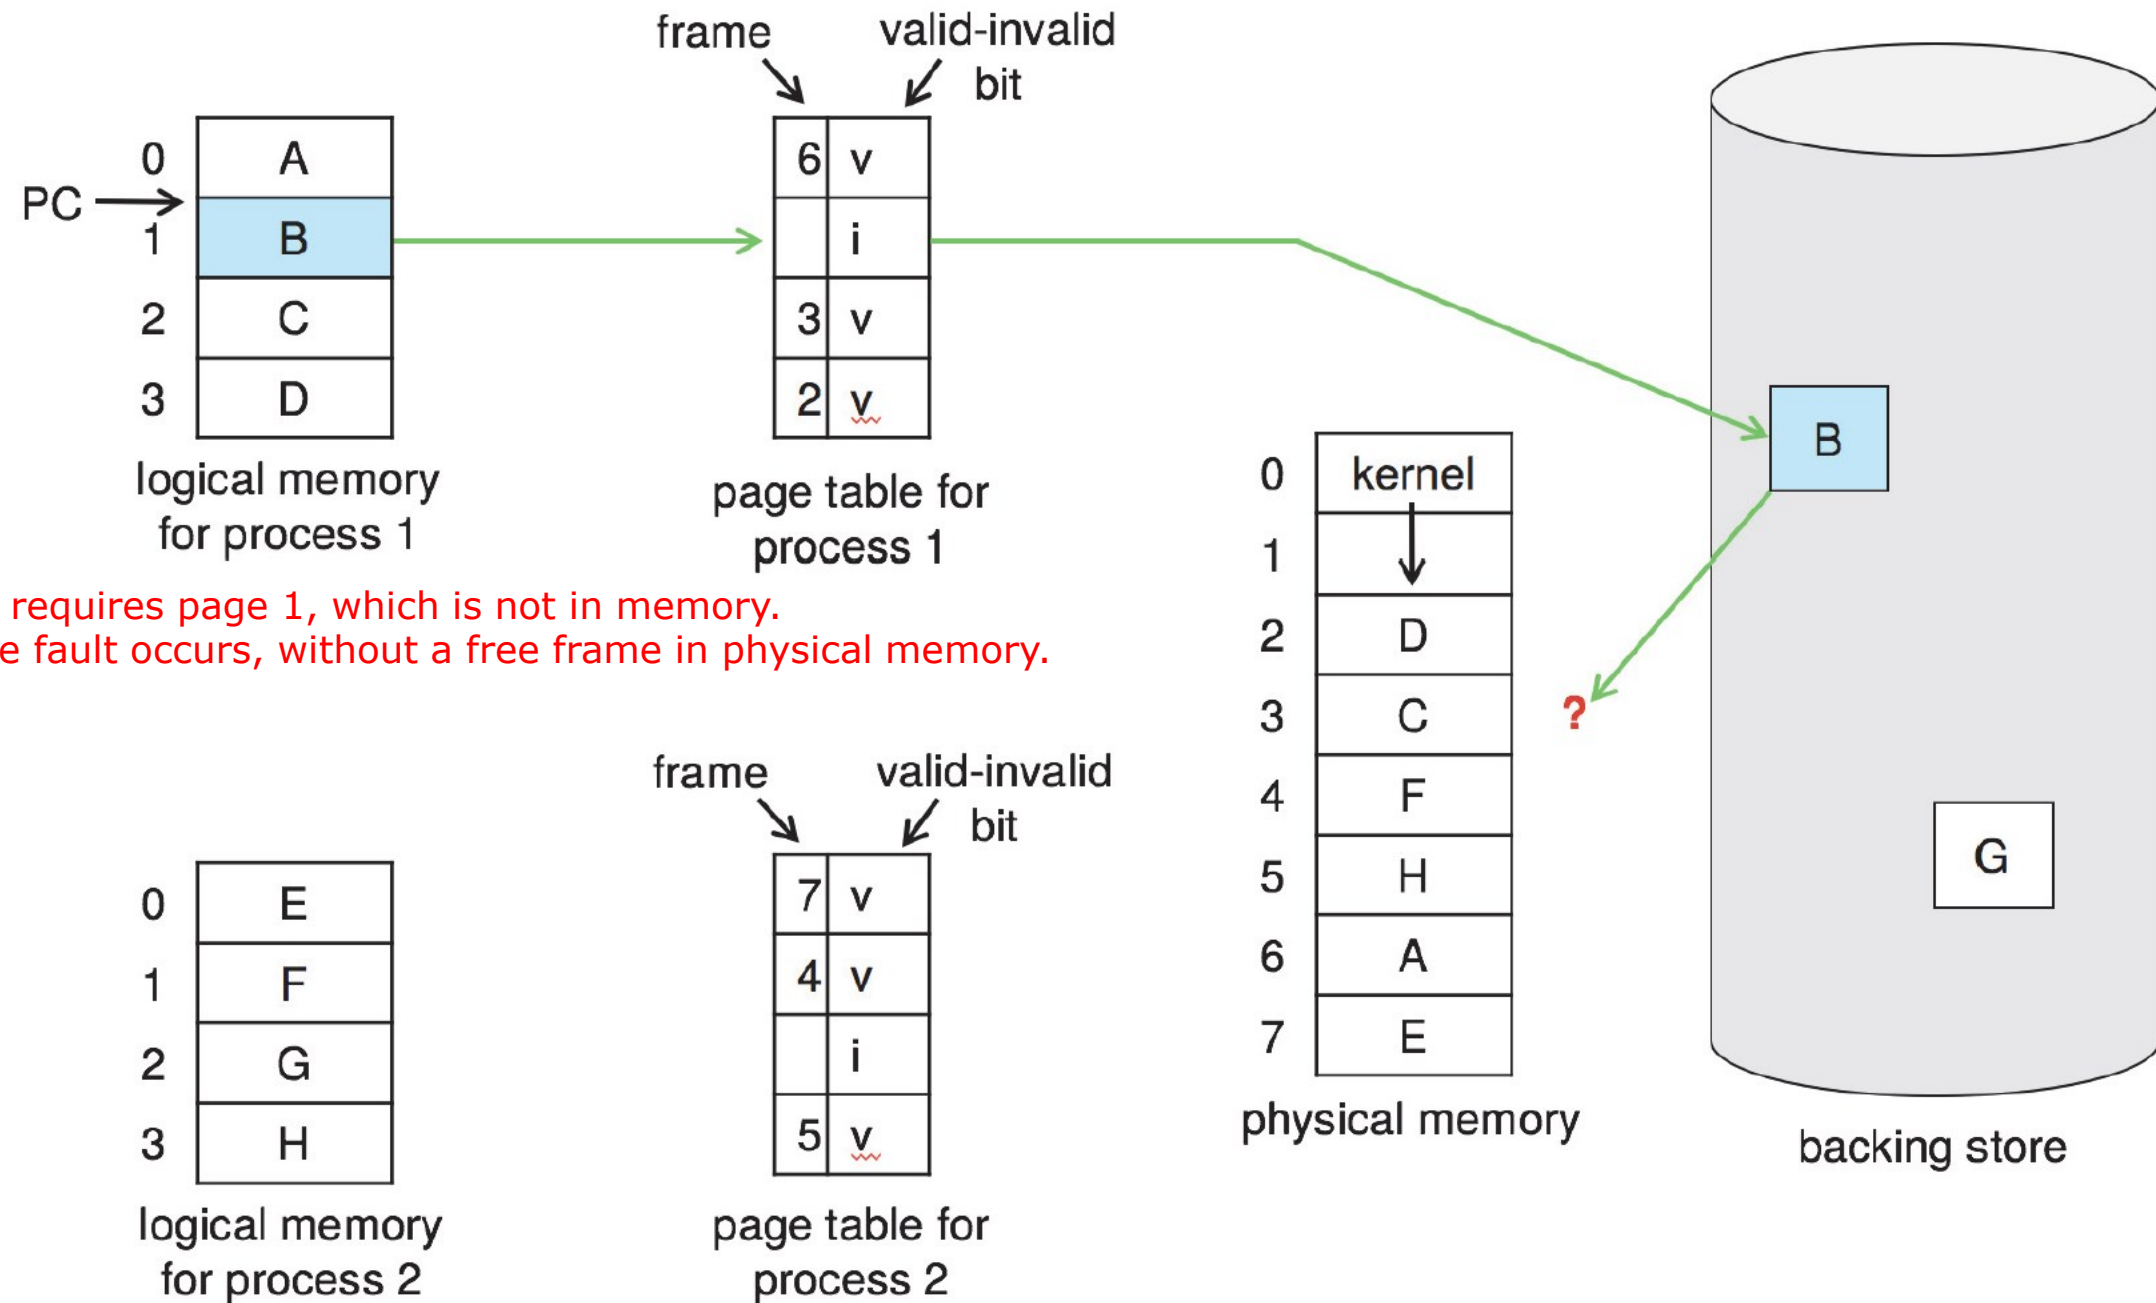 frame
valid-invalid
bit
0 A
PC
1 B
2 C
3 D
6 v
i
3 v
2 v
logical memory
for process 1
page table for
process 1
requires page 1, which is not in memory.
e fault occurs, without a free frame in physical memory.
frame
valid-invalid
bit
0 E
1 F
2 G
3 H
7 v
4 v
i
5 v
logical memory
for process 2
page table for
process 2
0 kernel
1
2 D
3 C
4 F
5 H
6 A
7 E
physical memory
?
B
G
backing store